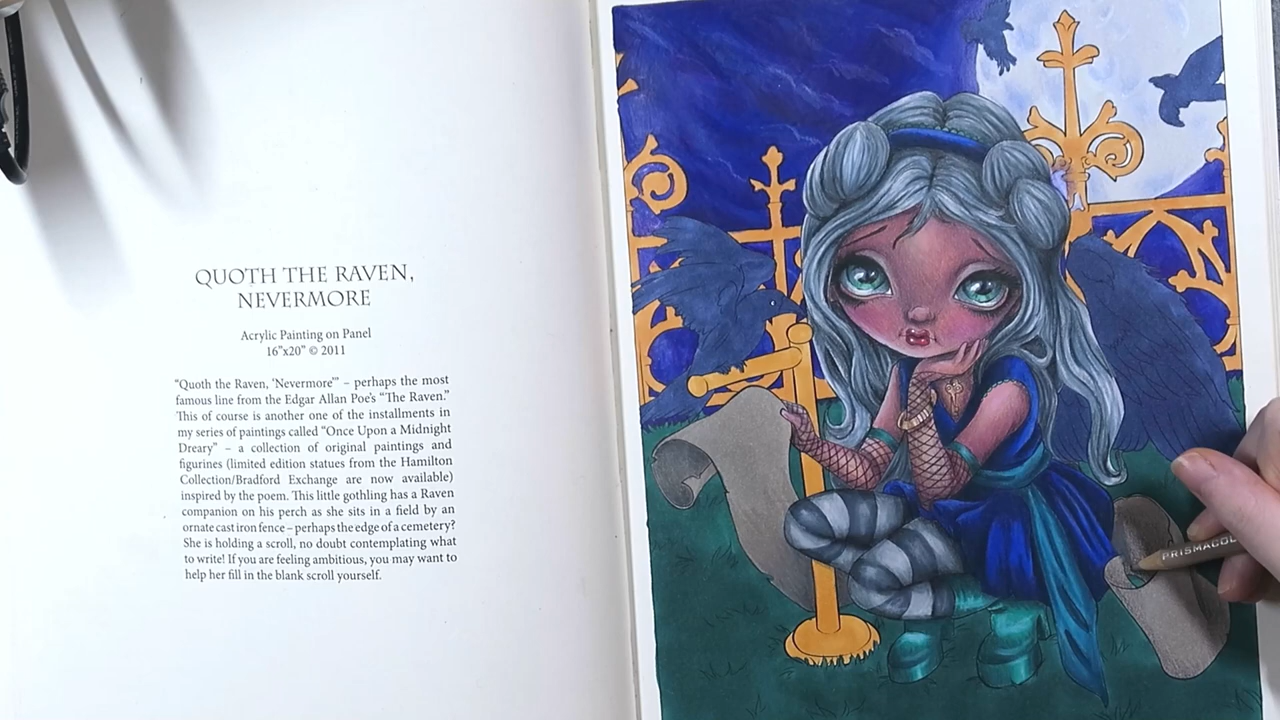 QUOTH THE RAVEN,
NEVERMORE
Acrylic Painting on Panel
16"x20" © 2011
“Quoth the Raven, ‘Nevermore’” – perhaps the most
famous line from the Edgar Allan Poe’s “The Raven.”
This of course is another one of the installments in
my series of paintings called “Once Upon a Midnight
Dreary” – a collection of original paintings and
figurines (limited edition statues from the Hamilton
Collection/Bradford Exchange are now available)
inspired by the poem. This little gothling has a Raven
companion on his perch as she sits in a field by an
ornate cast iron fence – perhaps the edge of a cemetery?
She is holding a scroll, no doubt contemplating what
to write! If you are feeling ambitious, you may want to
help her fill in the blank scroll yourself.
PRISMACOL